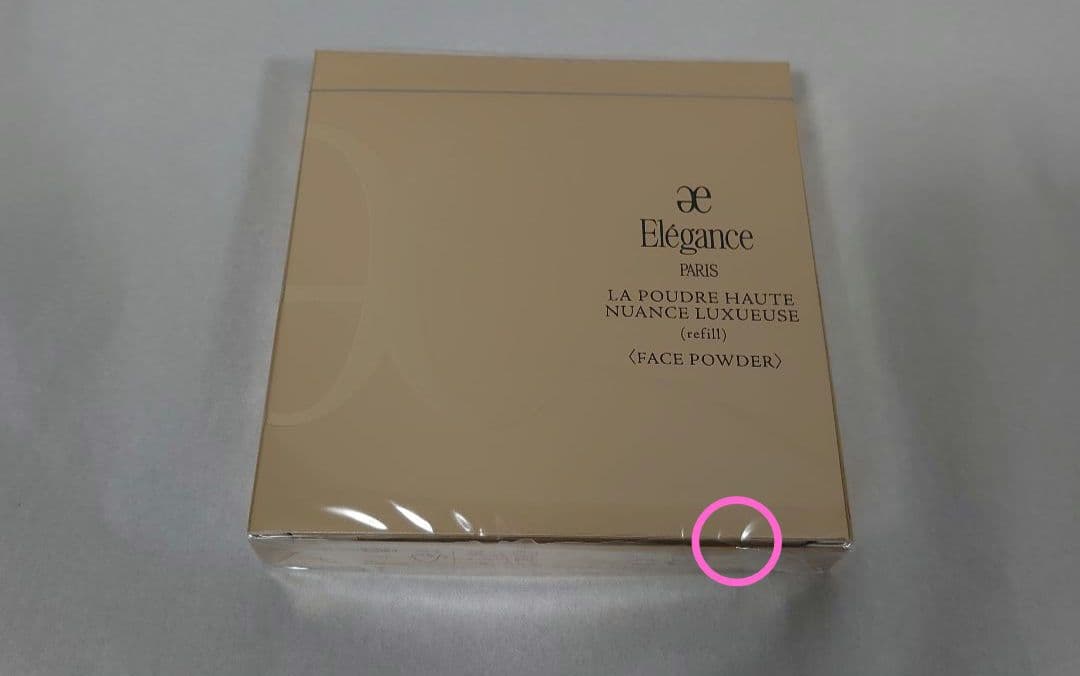 æ
Elégance
PARIS
LA POUDRE HAUTE
NUANCE LUXUEUSE
(refill)
〈FACE POWDER〉